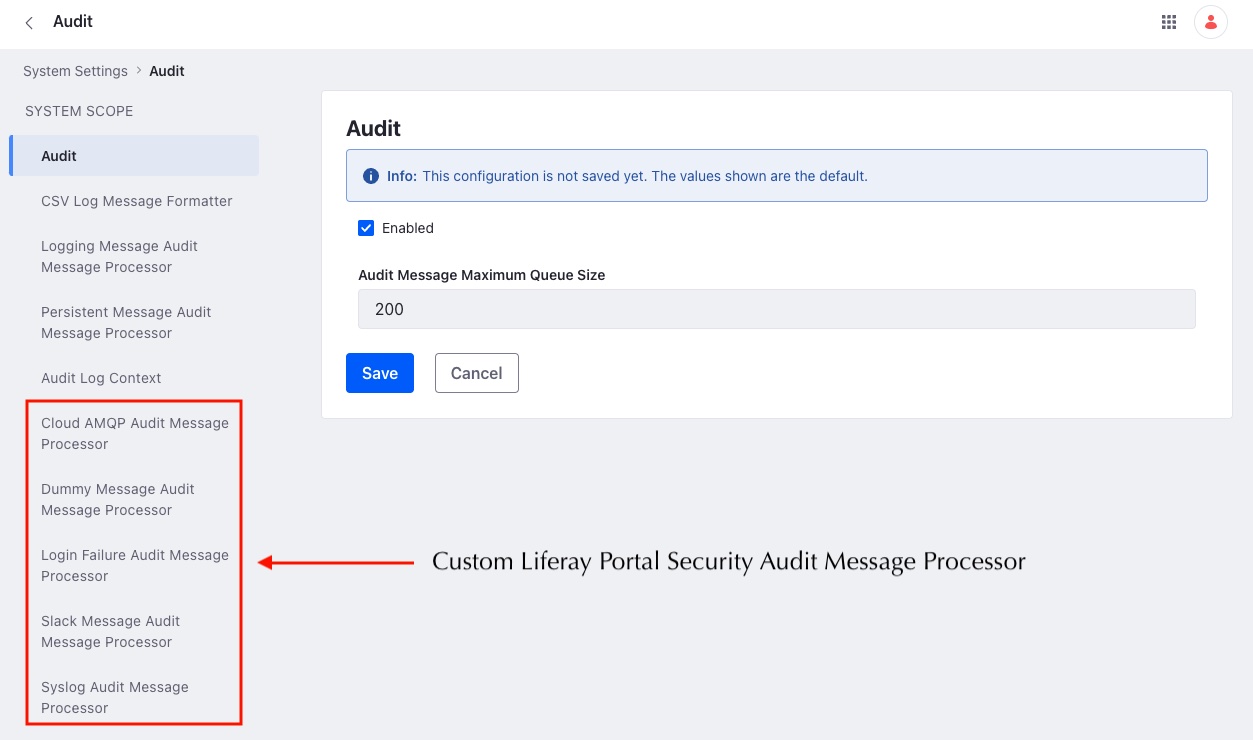 Audit
System Settings > Audit
SYSTEM SCOPE
Audit
CSV Log Message Formatter
Logging Message Audit
Message Processor
Persistent Message Audit
Message Processor
Audit Log Context
Cloud AMQP Audit Message
Processor
Dummy Message Audit
Message Processor
Login Failure Audit Message
Processor
Slack Message Audit
Message Processor
Syslog Audit Message
Processor
Audit
Info: This configuration is not saved yet. The values shown are the default.
Enabled
Audit Message Maximum Queue Size
200
Save Cancel
Custom Liferay Portal Security Audit Message Processor